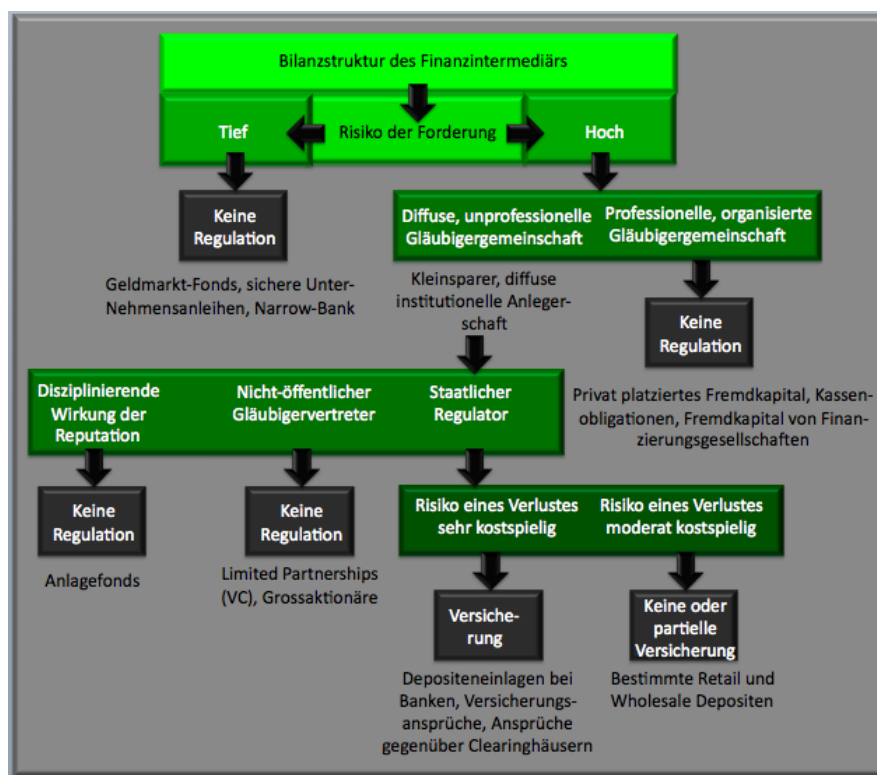 Bilanzstruktur des Finanzintermediärs
Tief
Risiko der Forderung
Hoch
Keine
Regulation
Geldmarkt-Fonds, sichere Unter-
Nehmensanleihen, Narrow-Bank
Diffuse, unprofessionelle
Gläubigergemeinschaft
Professionelle, organisierte
Gläubigergemeinschaft
Kleinsparer, diffuse
institutionelle Anleger-
schaft
Keine
Regulation
Privat platziertes Fremdkapital, Kassen-
obligationen, Fremdkapital von Finan-
zierungsgesellschaften
Disziplinierende
Wirkung der
Reputation
Nicht-öffentlicher
Gläubigervertreter
Staatlicher
Regulator
Keine
Regulation
Anlagefonds
Keine
Regulation
Limited Partnerships
(VC), Grossaktionäre
Risiko eines Verlustes
sehr kostspielig
Risiko eines Verlustes
moderat kostspielig
Versiche-
rung
Depositeneinlagen bei
Banken, Versicherungs-
ansprüche, Ansprüche
gegenüber Clearinghäusern
Keine oder
partielle
Versicherung
Bestimmte Retail und
Wholesale Depositen